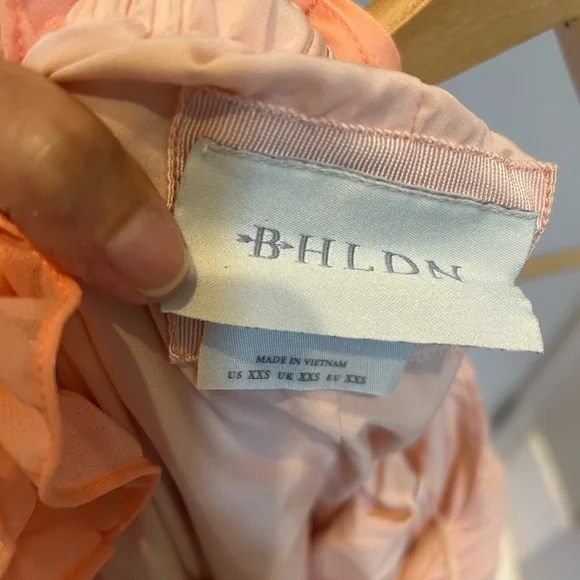 BHLDN
MADE IN VIETNAM
US XXS UK XXS EU XXS